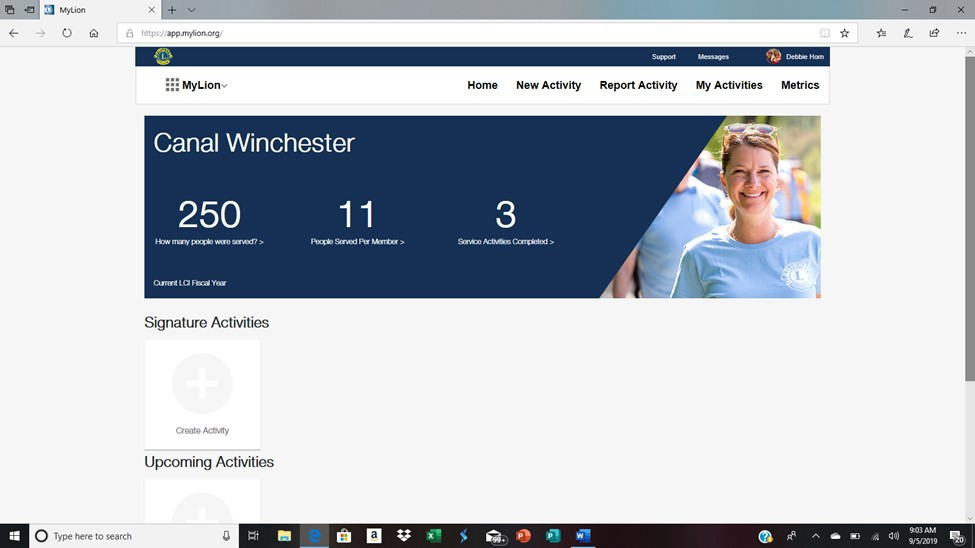 MyLion
https://app.mylion.org/
Support Messages Debbie Horn
MyLion Home New Activity Report Activity My Activities Metrics
Canal Winchester
250 11 3
How many people were served? > People Served Per Member > Service Activities Completed >
Current LCI Fiscal Year
L
Signature Activities
Create Activity
Upcoming Activities
Type here to search
99+
9:03 AM
9/5/2019
20